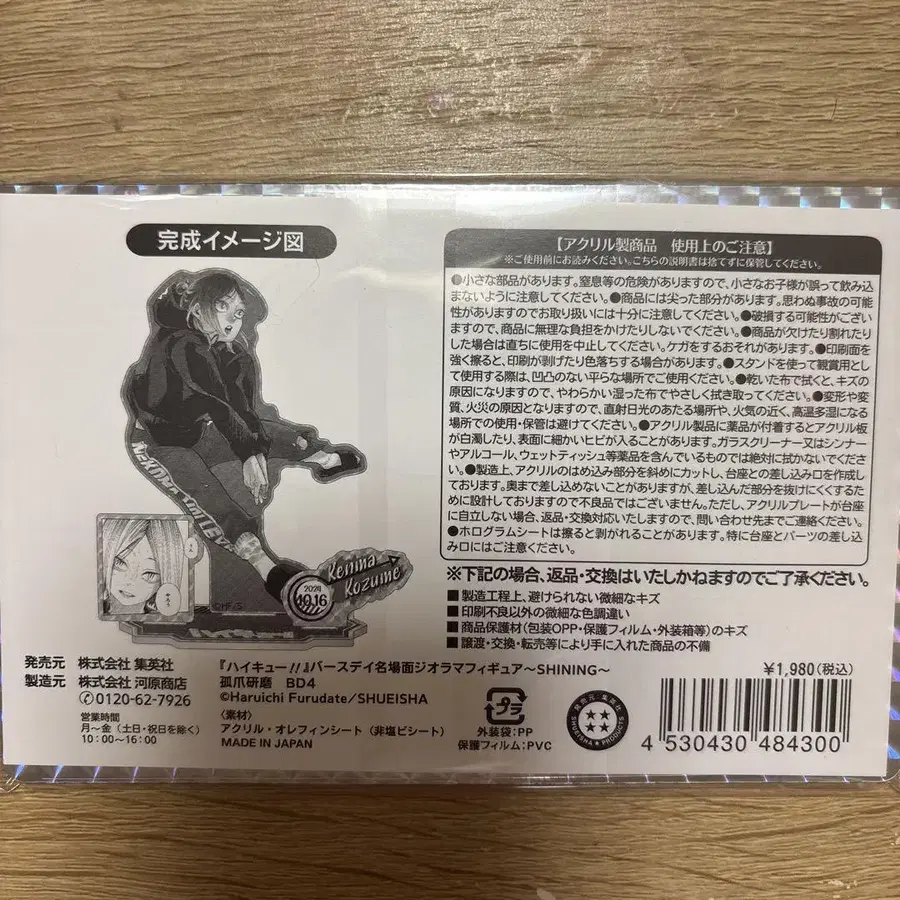 完成イメージ図
NEKOMA
2024
10.16
Kenma
Kozume
©HF/S
【アクリル製商品 使用上のご注意】
※ご使用前にお読みください。こちらの説明書は捨てずに保管してください。
●小さな部品があります。窒息等の危険がありますので、小さなお子様が誤って飲み込
まないように注意してください。●商品には尖った部分があります。思わぬ事故の可能
性がありますのでお取り扱いには十分に注意してください。●破損する可能性がござい
ますので、商品に無理な負担をかけたりしないでください。●商品が欠けたり割れたり
した場合は直ちに使用を中止してください。ケガをするおそれがあります。●印刷面を
強く擦ると、印刷が剥げたり色落ちする場合があります。●スタンドを使って観賞用とし
て使用する際は、凹凸のない平らな場所でご使用ください。●乾いた布で拭くと、キズの
原因になりますので、やわらかい湿った布でやさしく拭き取ってください。●変形や変
質、火災の原因となりますので、直射日光のあたる場所や、火気の近く、高温多湿になる
場所での使用・保管は避けてください。●アクリル製品に薬品が付着するとアクリル板
が白濁したり、表面に細かいヒビが入ることがあります。ガラスクリーナー又はシンナー
やアルコール、ウェットティッシュ等薬品を含んでいるものでは絶対に拭かないでくださ
い。●製造上、アクリルのはめ込み部分を斜めにカットし、台座との差し込み口を作成し
ております。奥まで差し込めないことがありますが、差し込んだ部分を抜けにくくするた
めに設計しておりますので不良品ではございません。ただし、アクリルプレートが台座に
自立しない場合、返品・交換対応いたしますので、問い合わせ先までご連絡ください。
●ホログラムシートは擦ると剥がれることがあります。特に台座とパーツの差し込
み口にはご注意ください。
※下記の場合、返品・交換はいたしかねますのでご了承ください。
■製造工程上、避けられない微細なキズ
■印刷不良以外の微細な色調違い
■商品保護材(包装OPP・保護フィルム・外装箱等)のキズ
■譲渡・交換・転売等により手に入れた商品の不備
発売元 株式会社 集英社
製造元 株式会社 河原商店
0120-62-7926
営業時間
月〜金(土日・祝日を除く)
10:00〜16:00
『ハイキュー!!』バースデイ名場面ジオラマフィギュア〜SHINING〜
孤爪研磨 BD4
©Haruichi Furudate/SHUEISHA
〈素材〉
アクリル・オレフィンシート(非塩ビシート)
MADE IN JAPAN
¥1,980(税込)
プラ
外装袋:PP
保護フィルム:PVC
発売元 集英社
SHUEISHA PRODUCTS
4 530430 484300